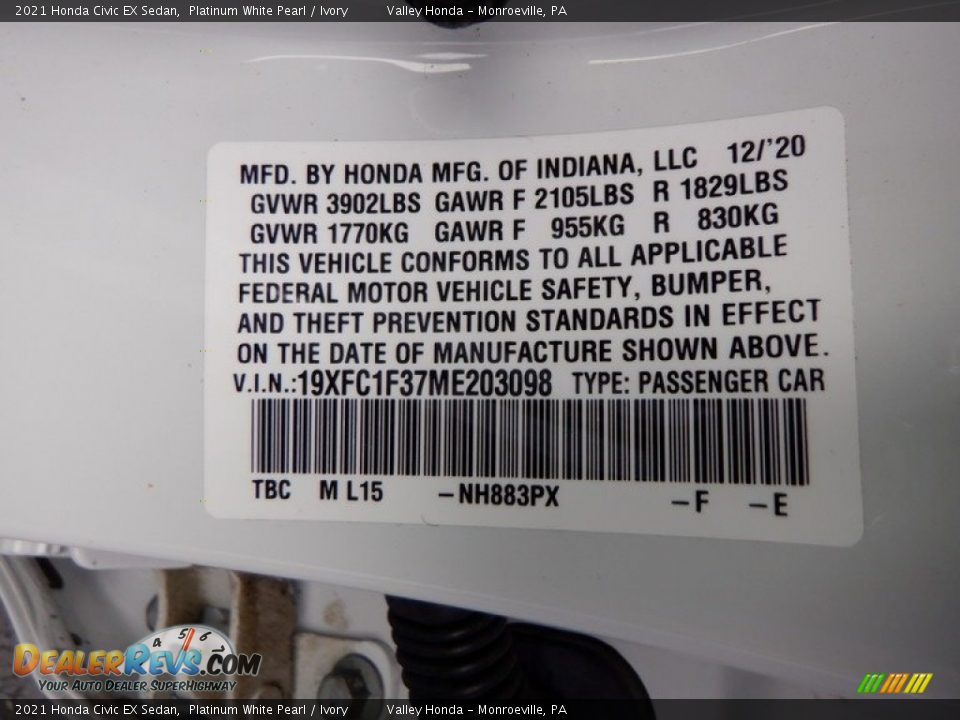 2021 Honda Civic EX Sedan, Platinum White Pearl / Ivory Valley Honda - Monroeville, PA
MFD. BY HONDA MFG. OF INDIANA, LLC 12/'20
GVWR 3902LBS GAWR F 2105LBS R 1829LBS
GVWR 1770KG GAWR F 955KG R 830KG
THIS VEHICLE CONFORMS TO ALL APPLICABLE
FEDERAL MOTOR VEHICLE SAFETY, BUMPER,
AND THEFT PREVENTION STANDARDS IN EFFECT
ON THE DATE OF MANUFACTURE SHOWN ABOVE.
V.I.N.:19XFC1F37ME203098 TYPE: PASSENGER CAR
TBC M L15 -NH883PX -F -E
4 5 6
DEALERREVS.COM
YOUR AUTO DEALER SUPERHIGHWAY
2021 Honda Civic EX Sedan, Platinum White Pearl / Ivory Valley Honda - Monroeville, PA